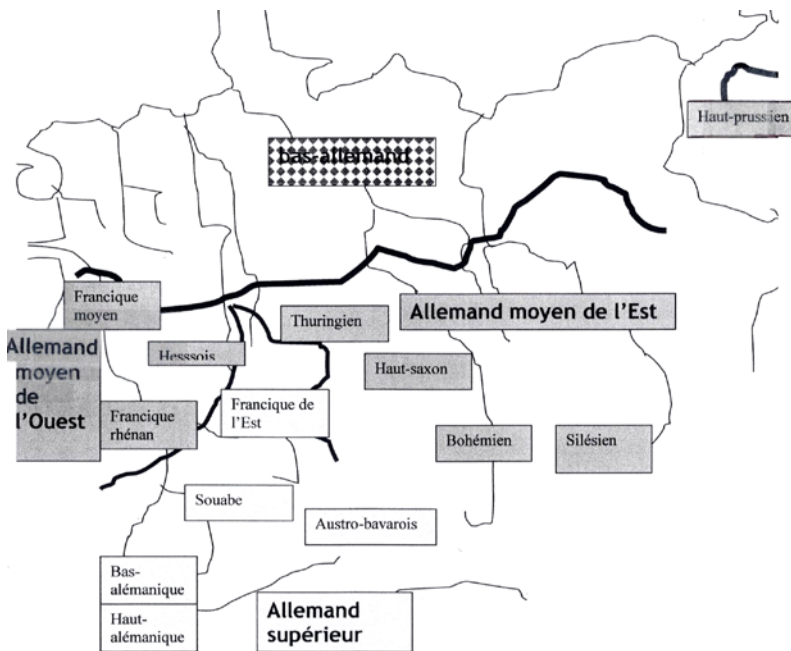 Haut-prussien
bas-allemand
Francique
moyen
Thuringien
Allemand moyen de l'Est
Allemand
moyen
de
l'Ouest
Hesssois
Haut-saxon
Francique de
l'Est
Francique
rhénan
Bohémien
Silésien
Souabe
Austro-bavarois
Bas-
alémanique
Haut-
alémanique
Allemand
supérieur